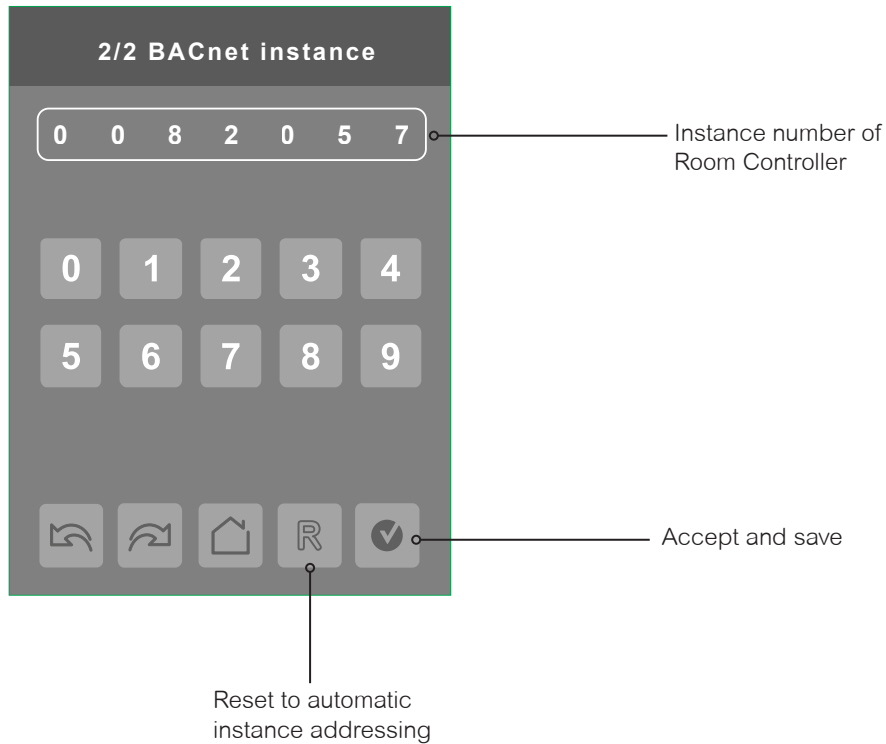 2/2 BACnet instance
0 0 8 2 0 5 7
Instance number of
Room Controller
0 1 2 3 4
5 6 7 8 9
R
Accept and save
Reset to automatic
instance addressing